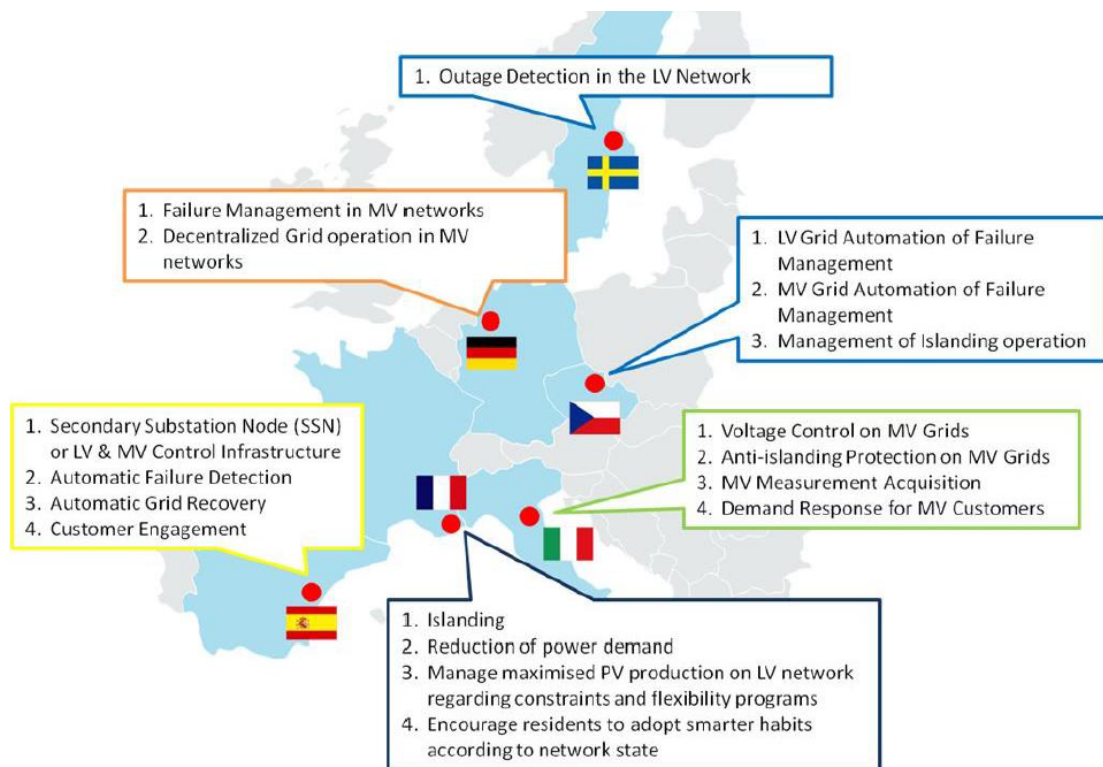 1. Outage Detection in the LV Network
1. Failure Management in MV networks
2. Decentralized Grid operation in MV
networks
1. LV Grid Automation of Failure
Management
2. MV Grid Automation of Failure
Management
3. Management of Islanding operation
1. Secondary Substation Node (SSN)
or LV & MV Control Infrastructure
2. Automatic Failure Detection
3. Automatic Grid Recovery
4. Customer Engagement
1. Voltage Control on MV Grids
2. Anti-islanding Protection on MV Grids
3. MV Measurement Acquisition
4. Demand Response for MV Customers
1. Islanding
2. Reduction of power demand
3. Manage maximised PV production on LV network
regarding constraints and flexibility programs
4. Encourage residents to adopt smarter habits
according to network state